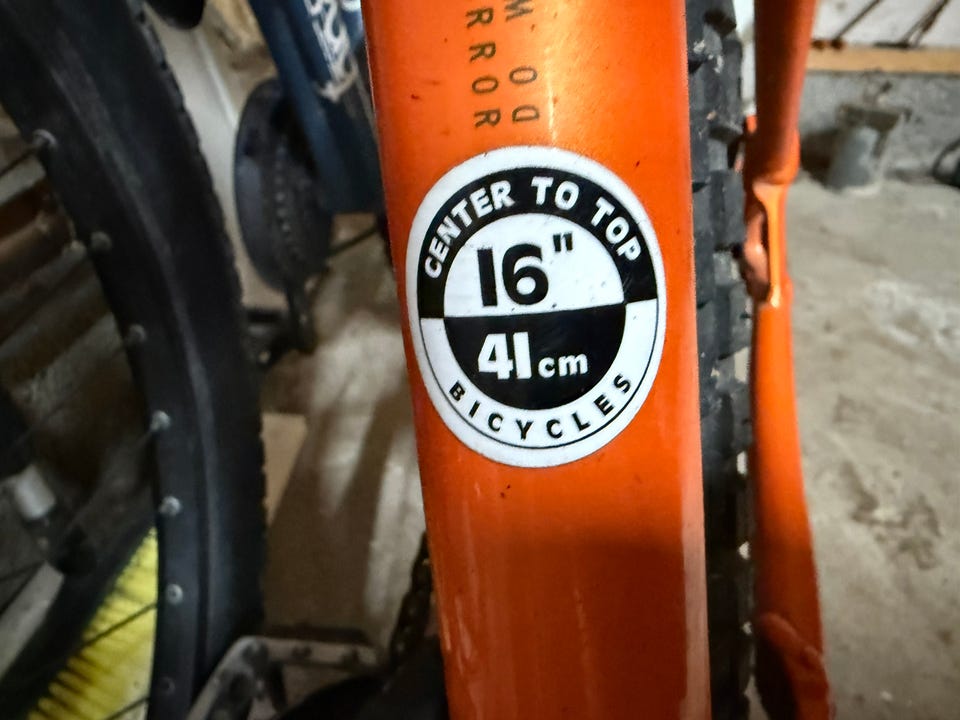 CENTER TO TOP
16"
41cm
BICYCLES